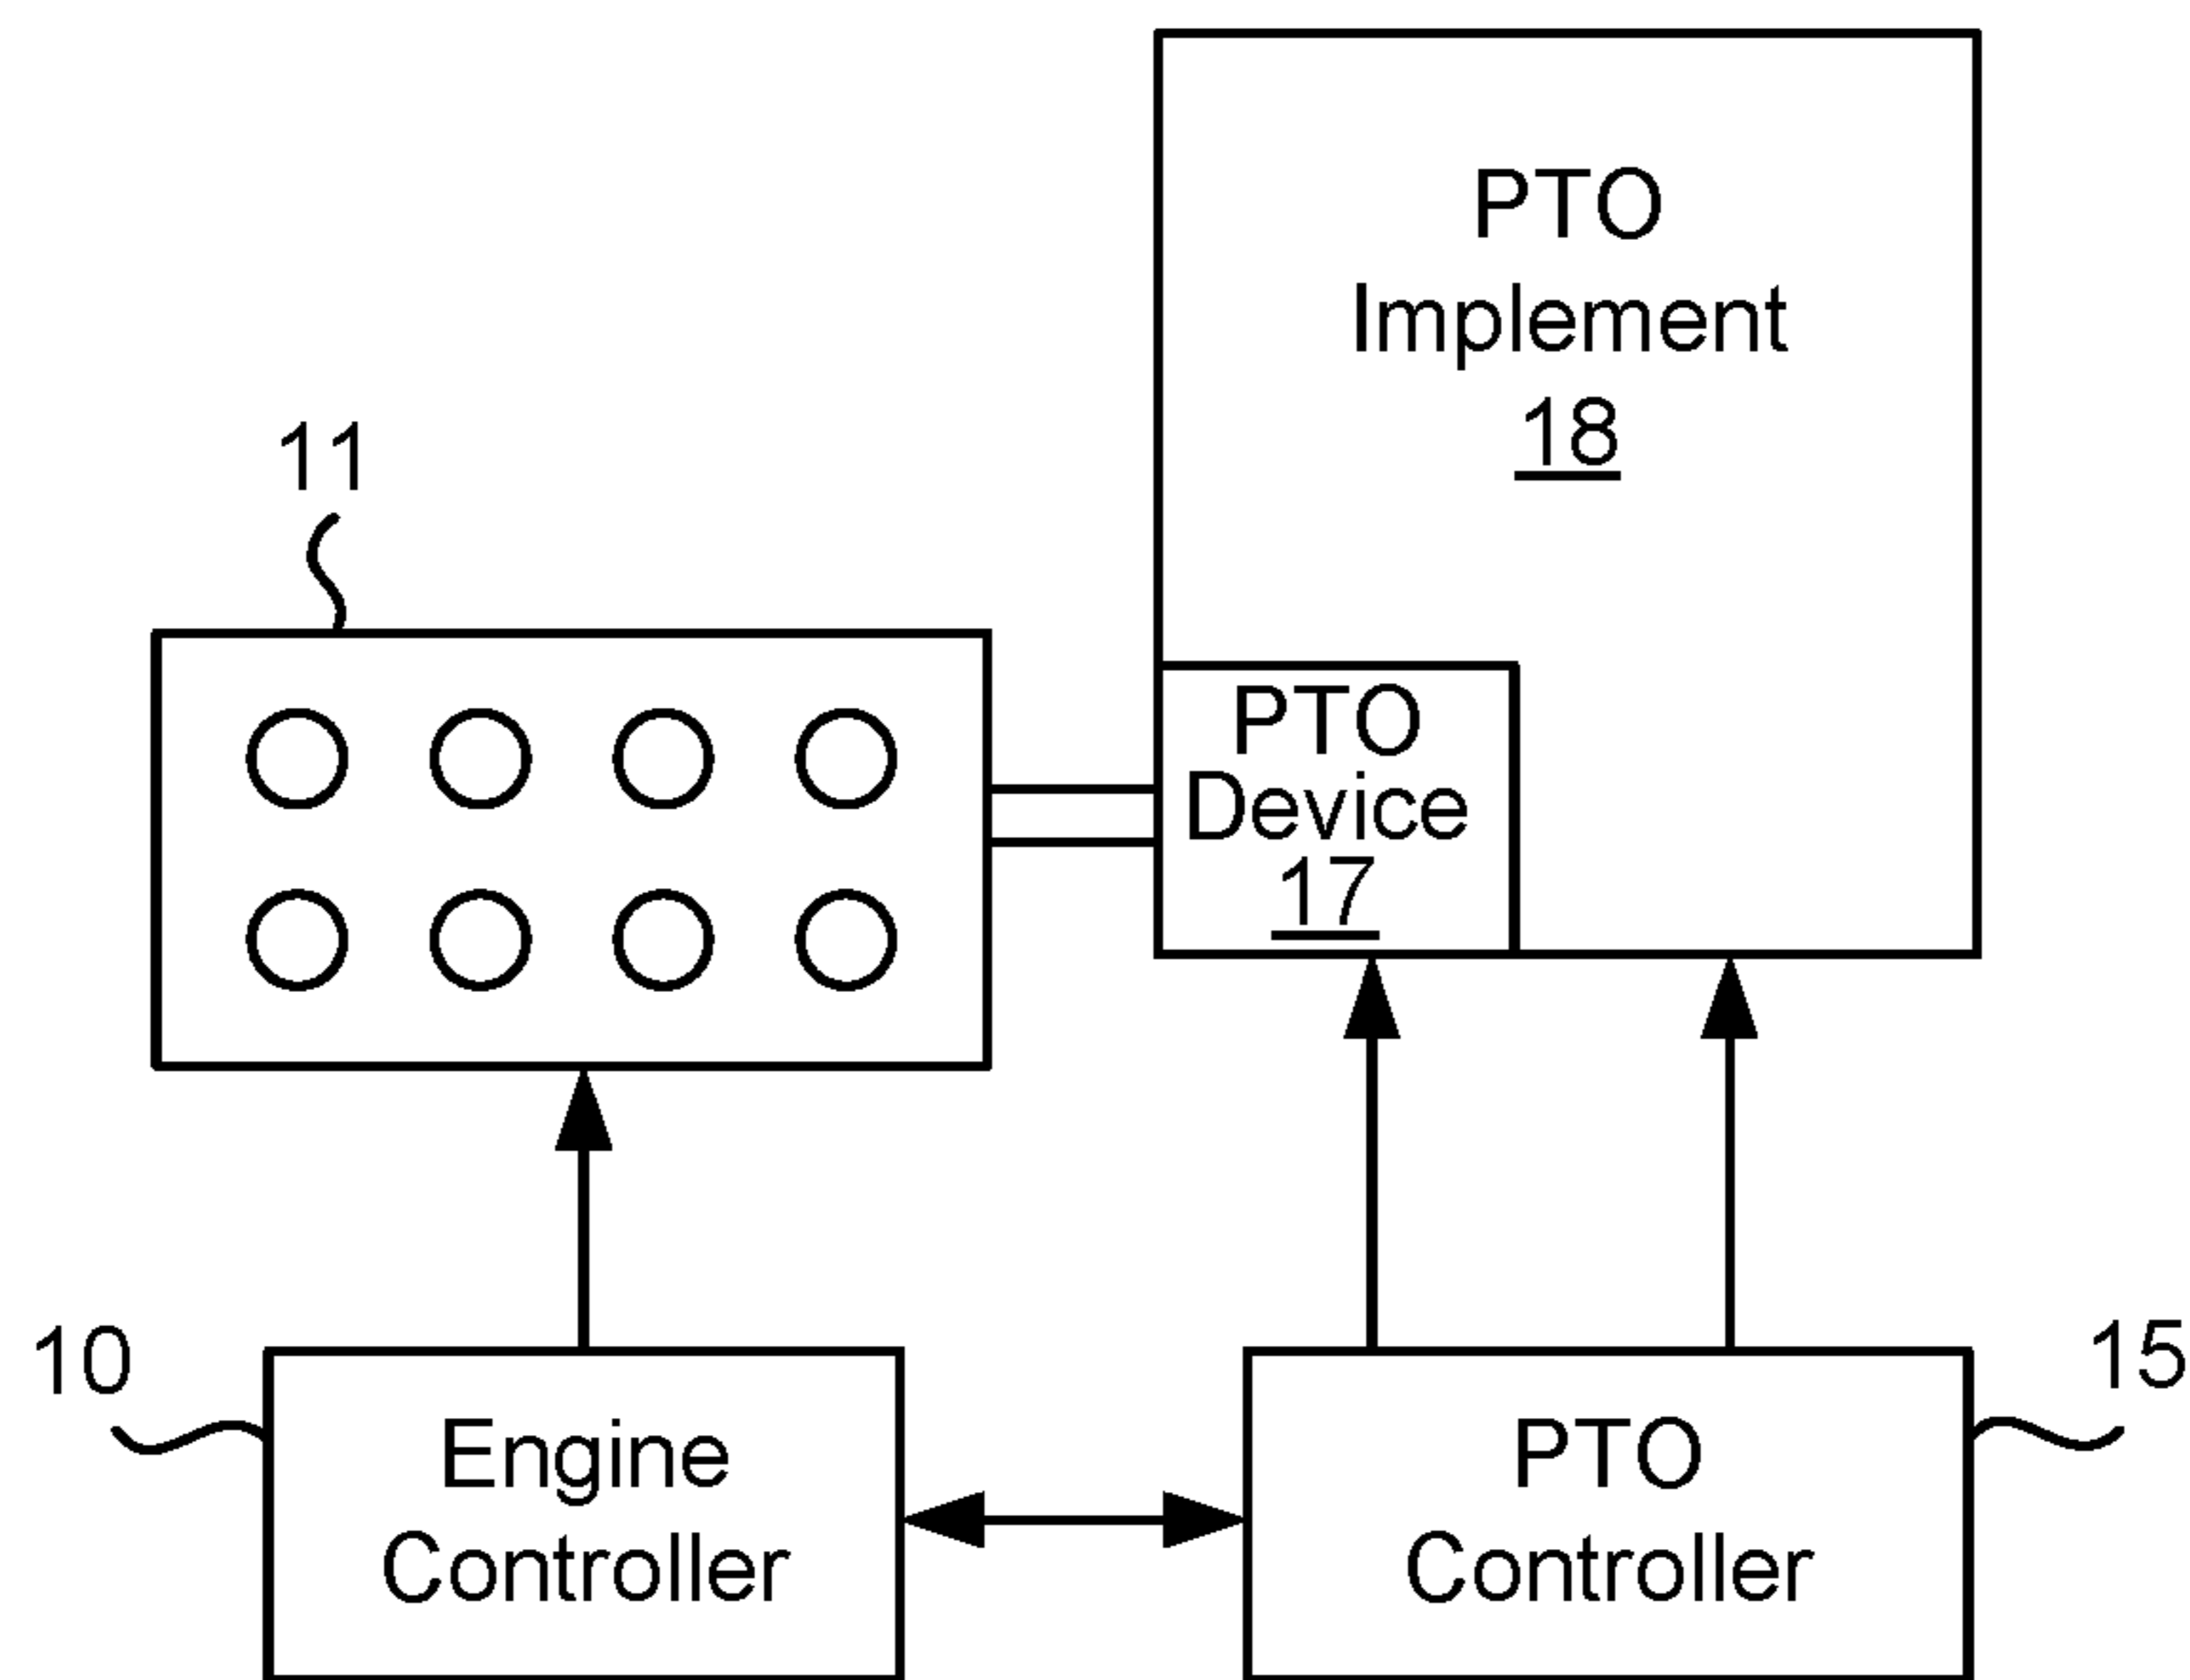 PTO
Implement
18
11
PTO
Device
17
10
Engine
Controller
PTO
Controller
15